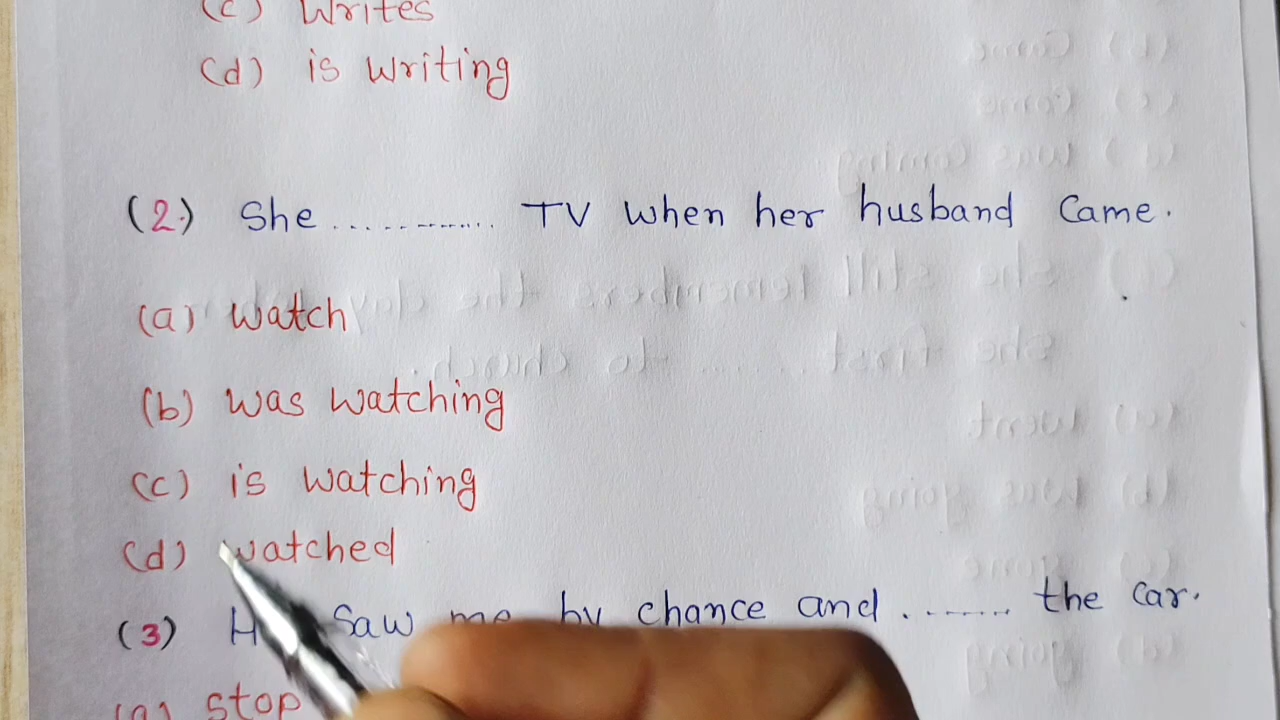 (c) Writes
(d) is writing
(2.) She ............. TV when her husband came.
(a) watch
(b) was watching
(c) is watching
(d) watched
(3) saw me by chance and ....... the car.
(a) stop